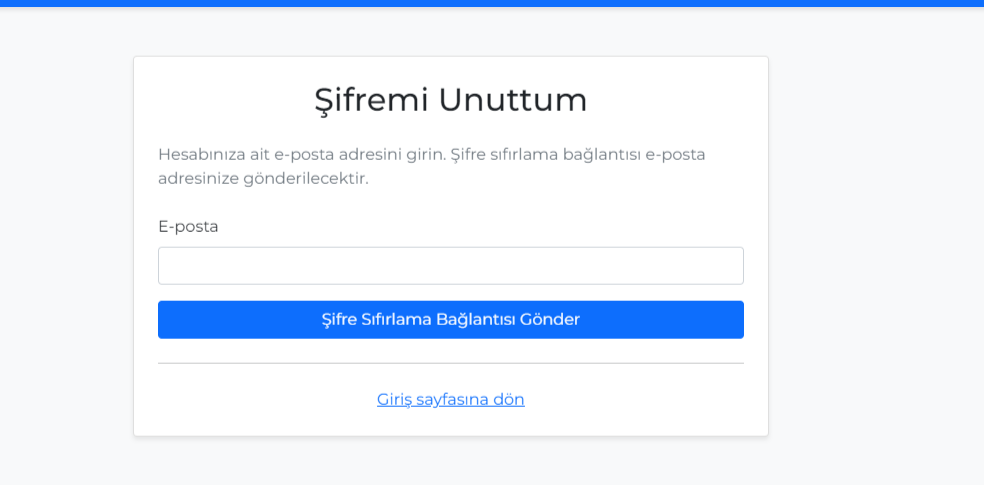 Şifremi Unuttum
Hesabınıza ait e-posta adresini girin. Şifre sıfırlama bağlantısı e-posta
adresinize gönderilecektir.
E-posta
Şifre Sıfırlama Bağlantısı Gönder
Giriş sayfasına dön